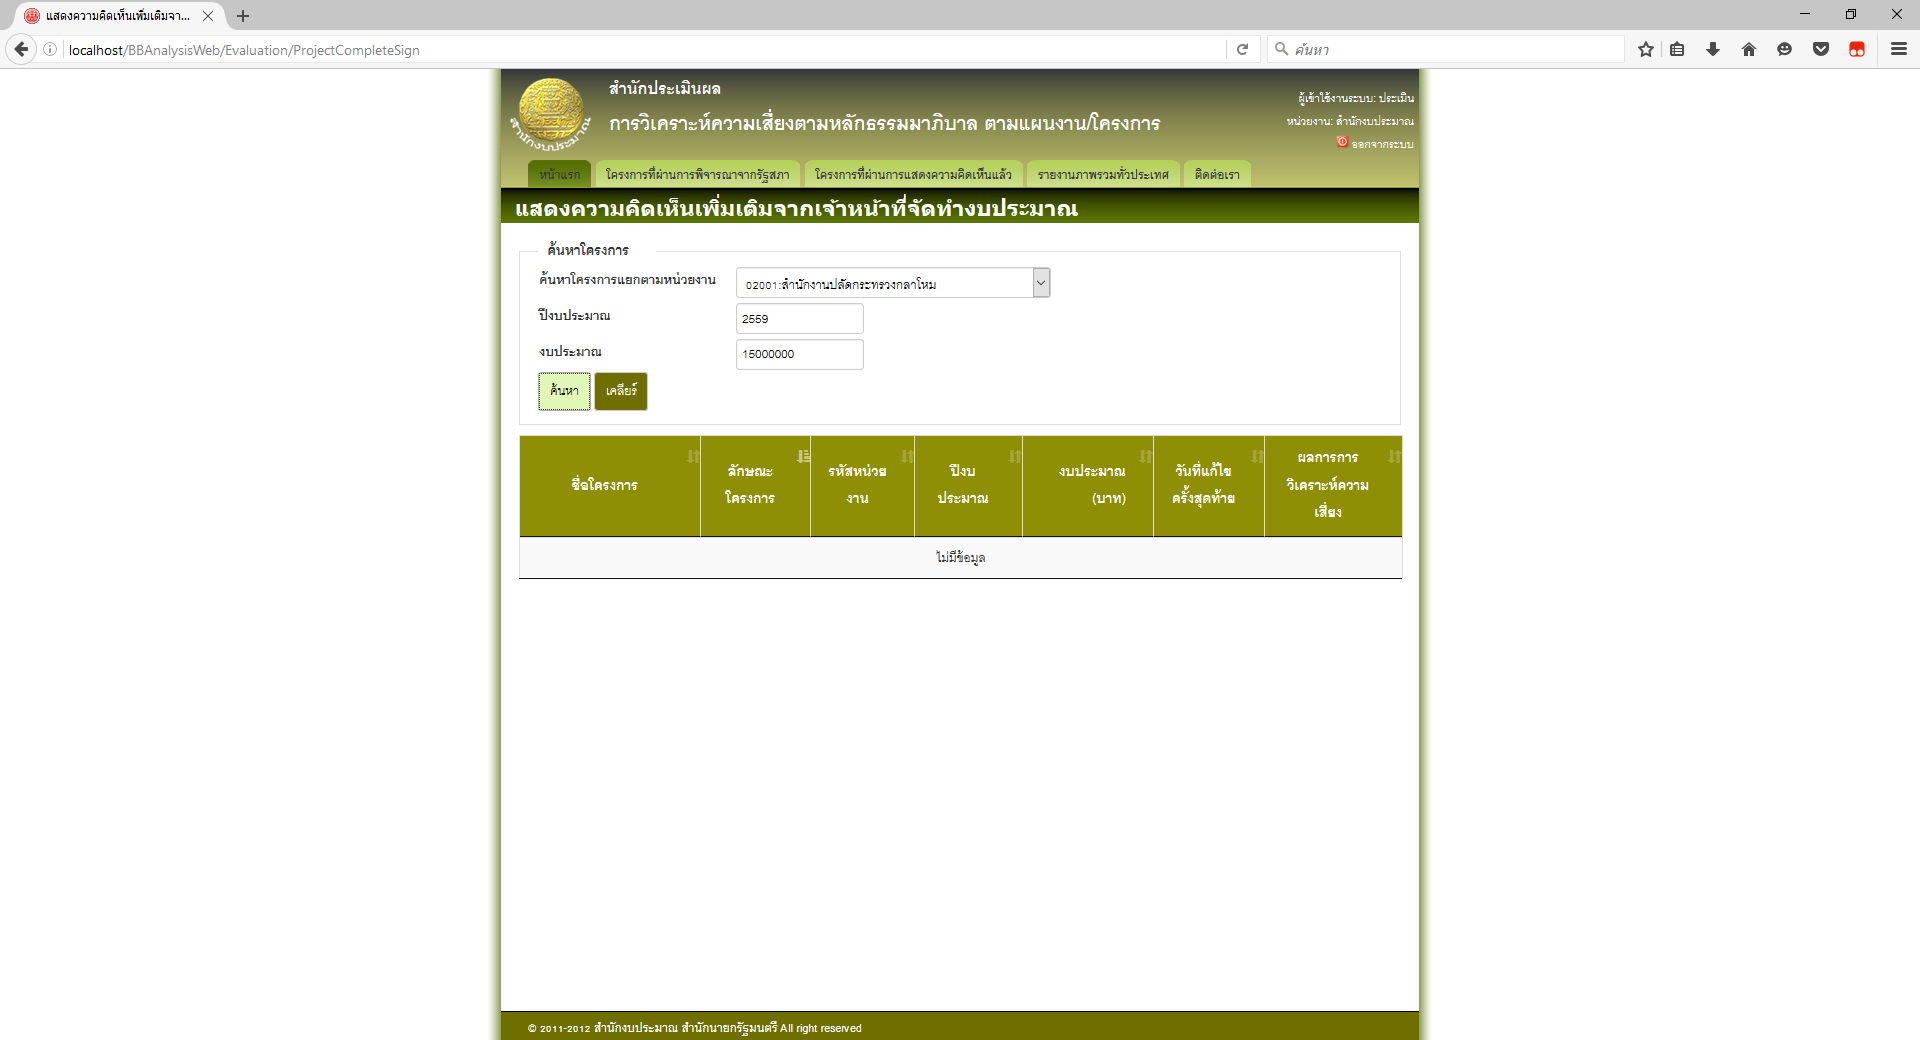 แสดงความคิดเห็นเพิ่มเติมจา...
localhost/BBAnalysisWeb/Evaluation/ProjectCompleteSign
ค้นหา
สำนักงบประมาณ
สำนักประเมินผล
การวิเคราะห์ความเสี่ยงตามหลักธรรมมาภิบาล ตามแผนงาน/โครงการ
ผู้เข้าใช้งานระบบ: ประเมิน
หน่วยงาน: สำนักงบประมาณ
ออกจากระบบ
หน้าแรก
โครงการที่ผ่านการพิจารณาจากรัฐสภา
โครงการที่ผ่านการแสดงความคิดเห็นแล้ว
รายงานภาพรวมทั่วประเทศ
ติดต่อเรา
แสดงความคิดเห็นเพิ่มเติมจากเจ้าหน้าที่จัดทำงบประมาณ
ค้นหาโครงการ
ค้นหาโครงการแยกตามหน่วยงาน
02001:สำนักงานปลัดกระทรวงกลาโหม
ปีงบประมาณ
2559
งบประมาณ
15000000
ค้นหา
เคลียร์
ชื่อโครงการ
ลักษณะ
โครงการ
รหัสหน่วย
งาน
ปีงบ
ประมาณ
งบประมาณ
(บาท)
วันที่แก้ไข
ครั้งสุดท้าย
ผลการการ
วิเคราะห์ความ
เสี่ยง
ไม่มีข้อมูล
© 2011-2012 สำนักงบประมาณ สำนักนายกรัฐมนตรี All right reserved